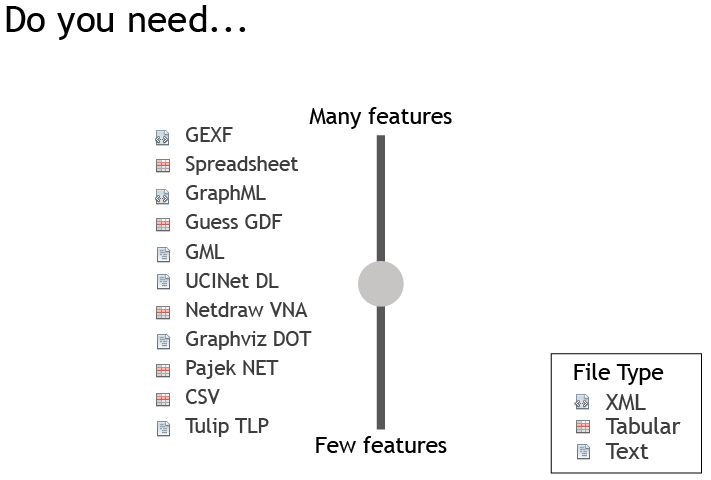 Do you need...
Many features
GEXF
Spreadsheet
GraphML
Guess GDF
GML
UCINet DL
Netdraw VNA
Graphviz DOT
Pajek NET
CSV
Tulip TLP
Few features
File Type
XML
Tabular
Text